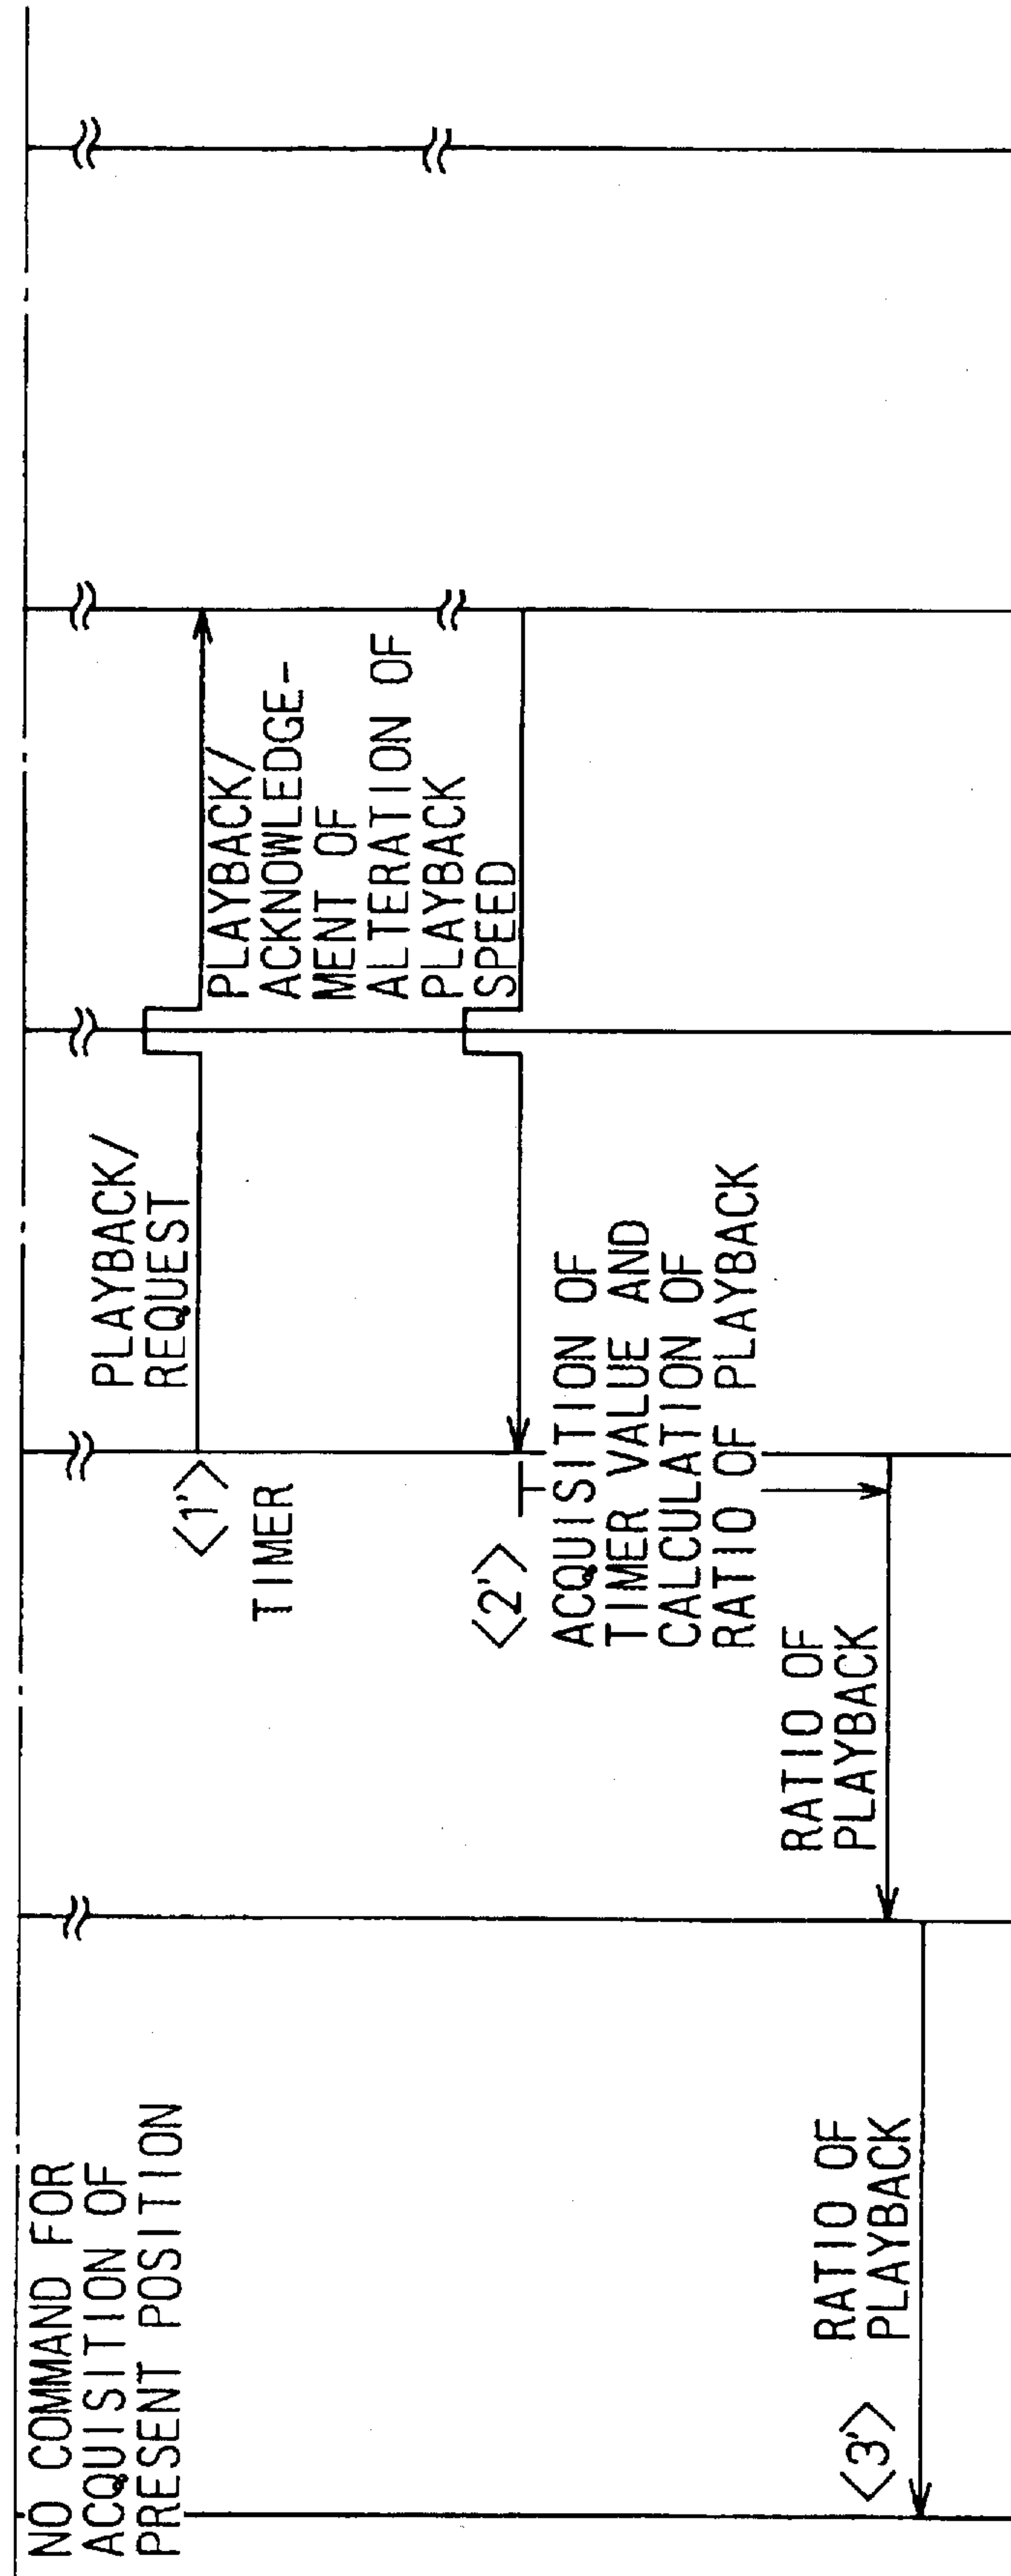 NO COMMAND FOR
ACQUISITION OF
PRESENT POSITION
PLAYBACK/
REQUEST
<1'>
TIMER
PLAYBACK/
ACKNOWLEDGE-
MENT OF
ALTERATION OF
PLAYBACK
SPEED
<2'>
ACQUISITION OF
TIMER VALUE AND
CALCULATION OF
RATIO OF PLAYBACK
RATIO OF
PLAYBACK
<3'>
RATIO OF
PLAYBACK